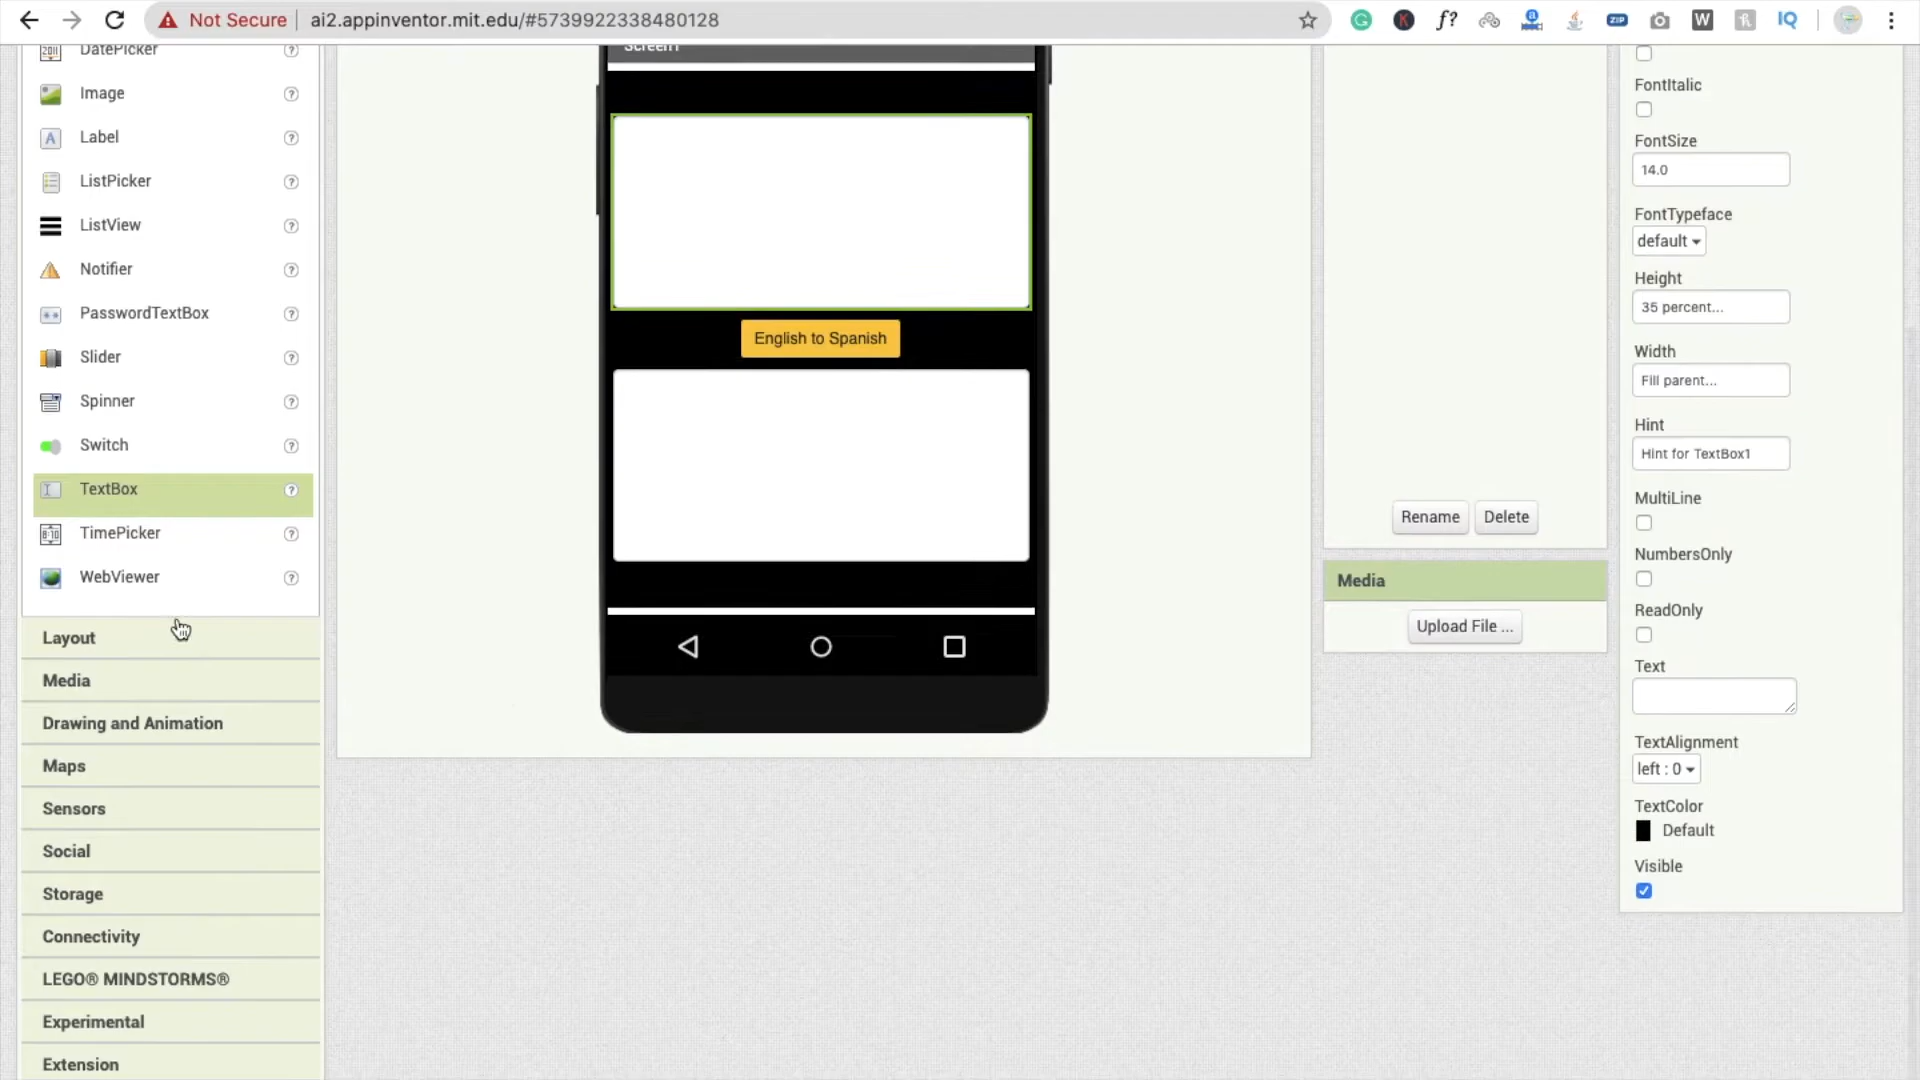 Not Secure
ai2.appinventor.mit.edu/#5739922338480128
DatePicker
Image
Label
ListPicker
ListView
Notifier
PasswordTextBox
Slider
Spinner
Switch
TextBox
TimePicker
WebViewer
Layout
Media
Drawing and Animation
Maps
Sensors
Social
Storage
Connectivity
LEGO® MINDSTORMS®
Experimental
Extension
Screen1
English to Spanish
Rename
Delete
Media
Upload File ...
FontItalic
FontSize
14.0
FontTypeface
default
Height
35 percent...
Width
Fill parent...
Hint
Hint for TextBox1
MultiLine
NumbersOnly
ReadOnly
Text
TextAlignment
left : 0
TextColor
Default
Visible